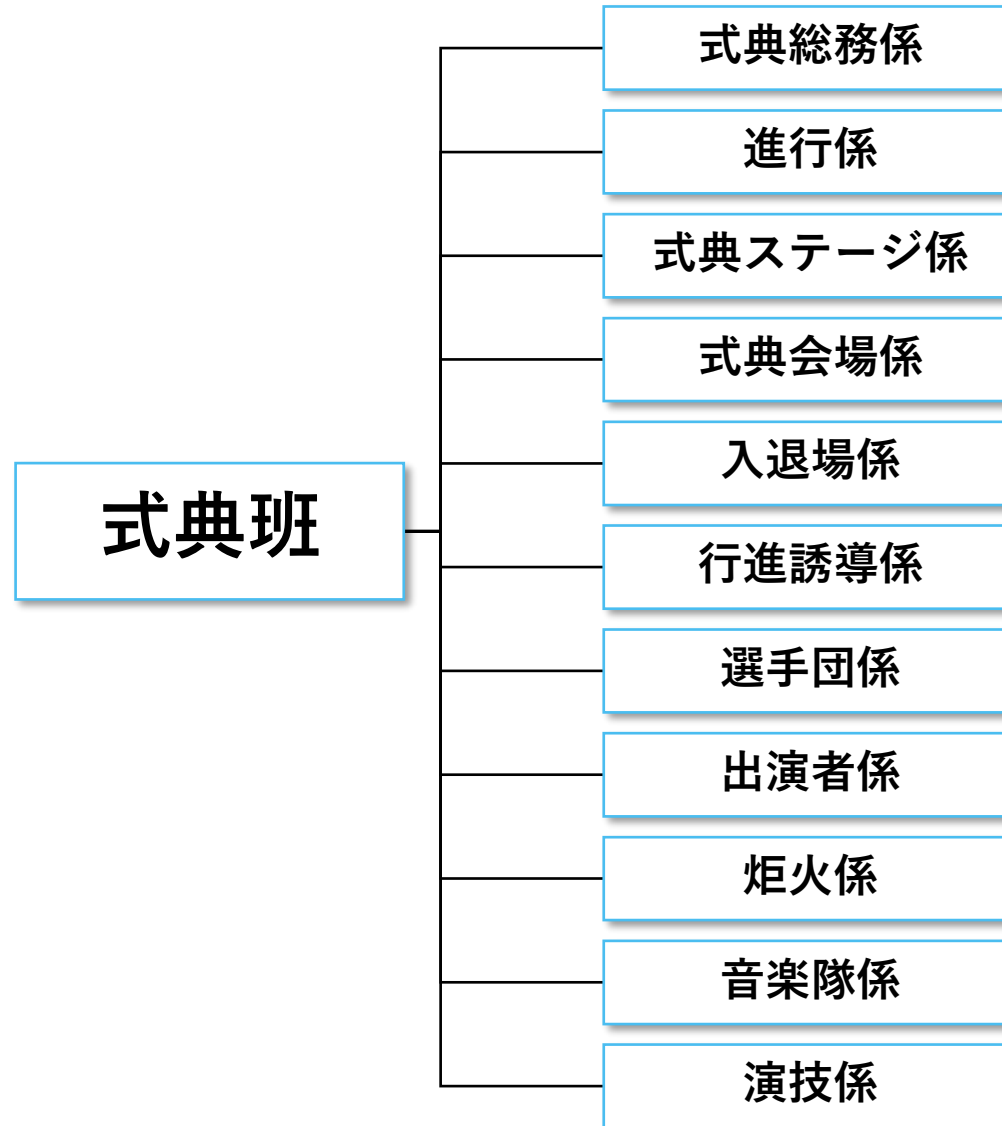 式典総務係
進行係
式典ステージ係
式典会場係
入退場係
式典班
行進誘導係
選手団係
出演者係
炬火係
音楽隊係
演技係